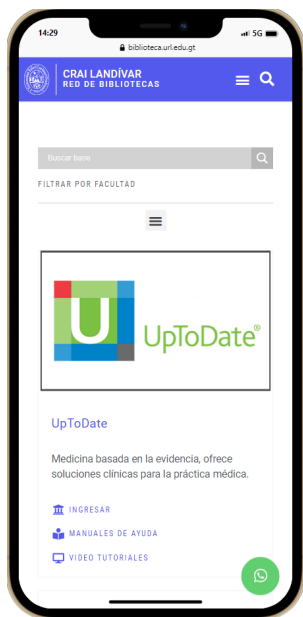 14:29
5G
biblioteca.url.edu.gt
CRAI LANDÍVAR
RED DE BIBLIOTECAS
Buscar base
FILTRAR POR FACULTAD
U
UpToDate®
UpToDate
Medicina basada en la evidencia, ofrece
soluciones clínicas para la práctica médica.
INGRESAR
MANUALES DE AYUDA
VIDEO TUTORIALES